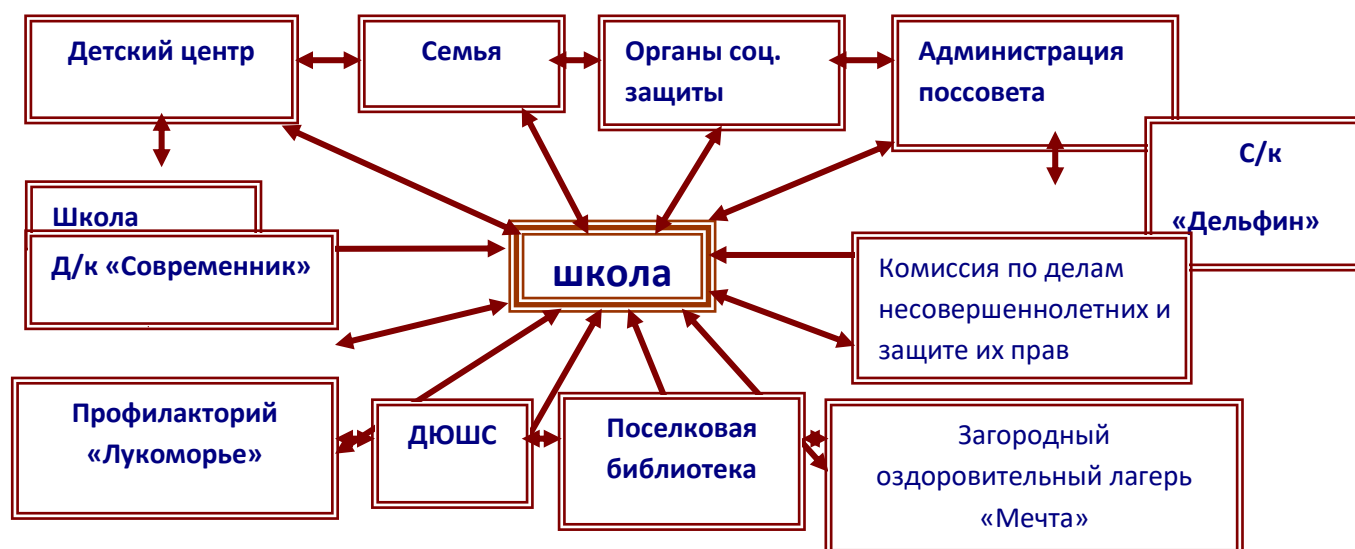 Детский центр
Семья
Органы соц.
защиты
Администрация
поссовета
С/к
«Дельфин»
Школа
Д/к «Современник»
школа
Комиссия по делам
несовершеннолетних и
защите их прав
Профилакторий
«Лукоморье»
ДЮШС
Поселковая
библиотека
Загородный
оздоровительный лагерь
«Мечта»